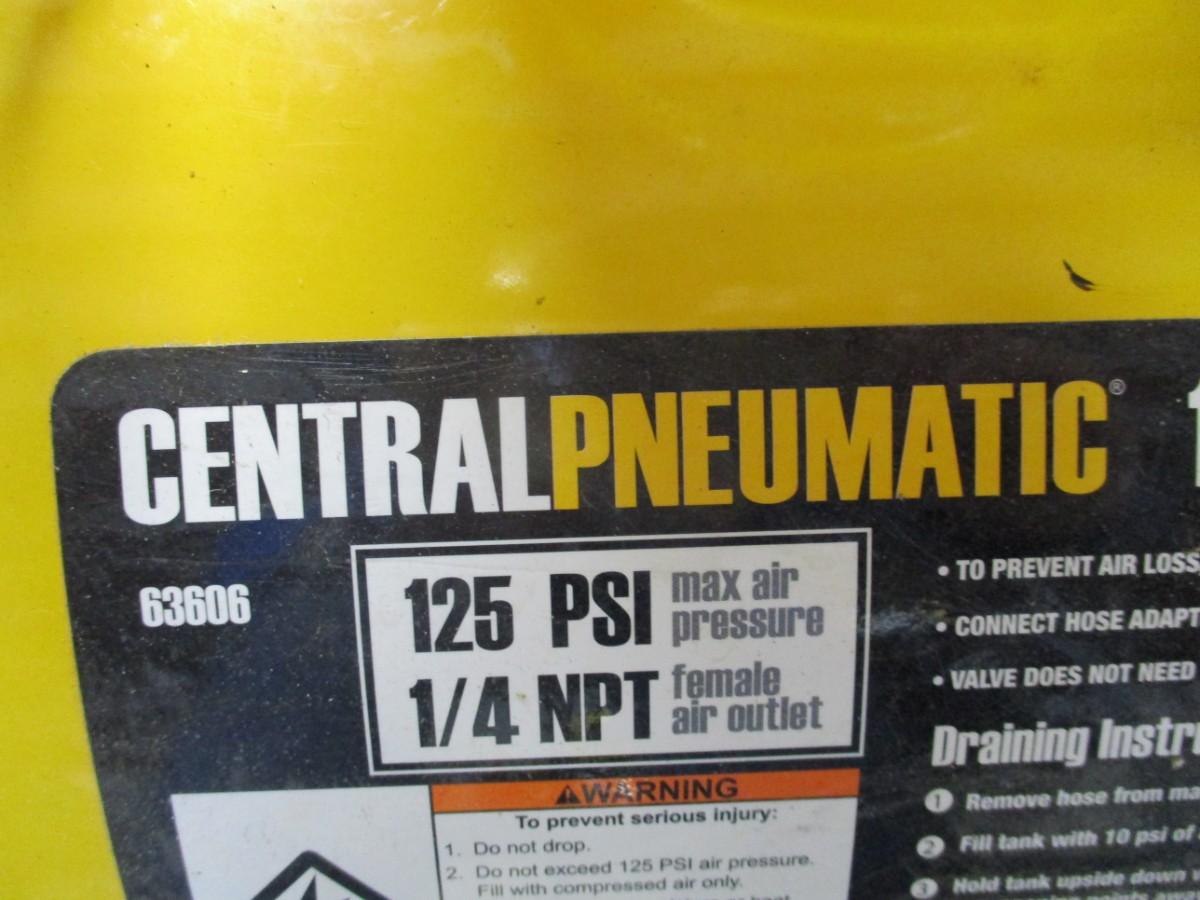 CENTRALPNEUMATIC®
63606
125 PSI max air pressure
1/4 NPT female air outlet
WARNING
To prevent serious injury:
1. Do not drop.
2. Do not exceed 125 PSI air pressure.
Fill with compressed air only.
• TO PREVENT AIR LOSS
• CONNECT HOSE ADAPT
• VALVE DOES NOT NEED
Draining Instr
1 Remove hose from ma
2 Fill tank with 10 psi of
3 Hold tank upside down